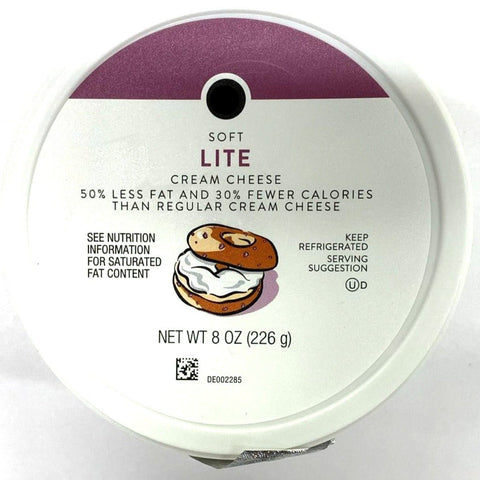 SOFT
LITE
CREAM CHEESE
50% LESS FAT AND 30% FEWER CALORIES
THAN REGULAR CREAM CHEESE
SEE NUTRITION
INFORMATION
FOR SATURATED
FAT CONTENT
KEEP
REFRIGERATED
SERVING
SUGGESTION
U D
NET WT 8 OZ (226 g)
DE002285